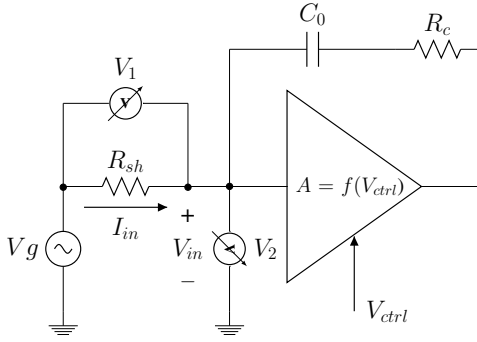 C_0
R_c
V_1
V
R_sh
A = f(V_ctrl)
I_in
+
Vg
V_in
V_2
−
V_ctrl